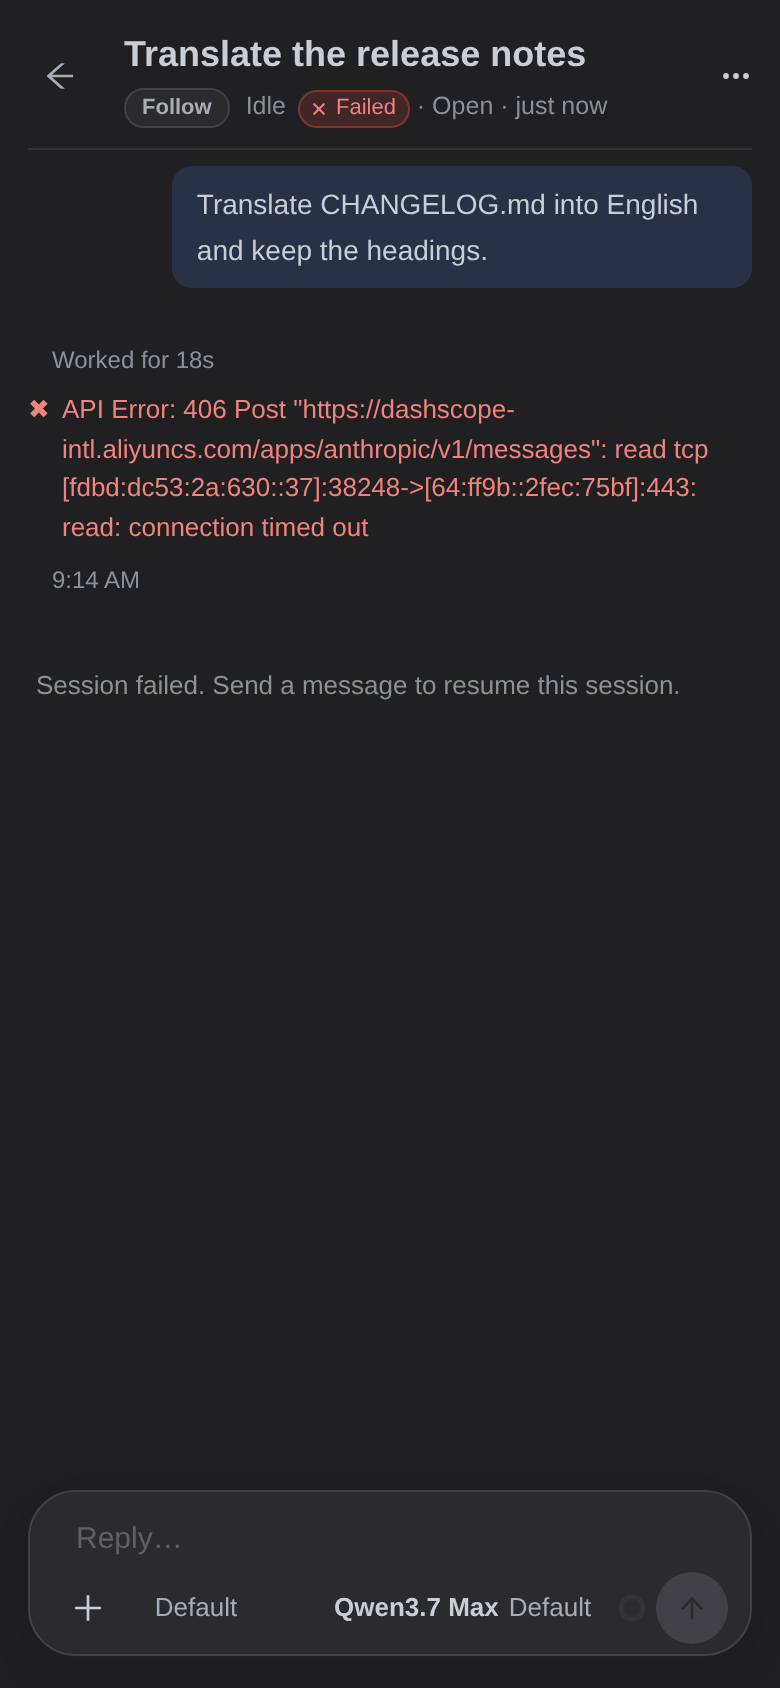 Translate the release notes
Follow Idle × Failed · Open · just now
Translate CHANGELOG.md into English
and keep the headings.
Worked for 18s
✖ API Error: 406 Post "https://dashscope-
intl.aliyuncs.com/apps/anthropic/v1/messages": read tcp
[fdbd:dc53:2a:630::37]:38248->[64:ff9b::2fec:75bf]:443:
read: connection timed out
9:14 AM
Session failed. Send a message to resume this session.
Reply…
Default Qwen3.7 Max Default